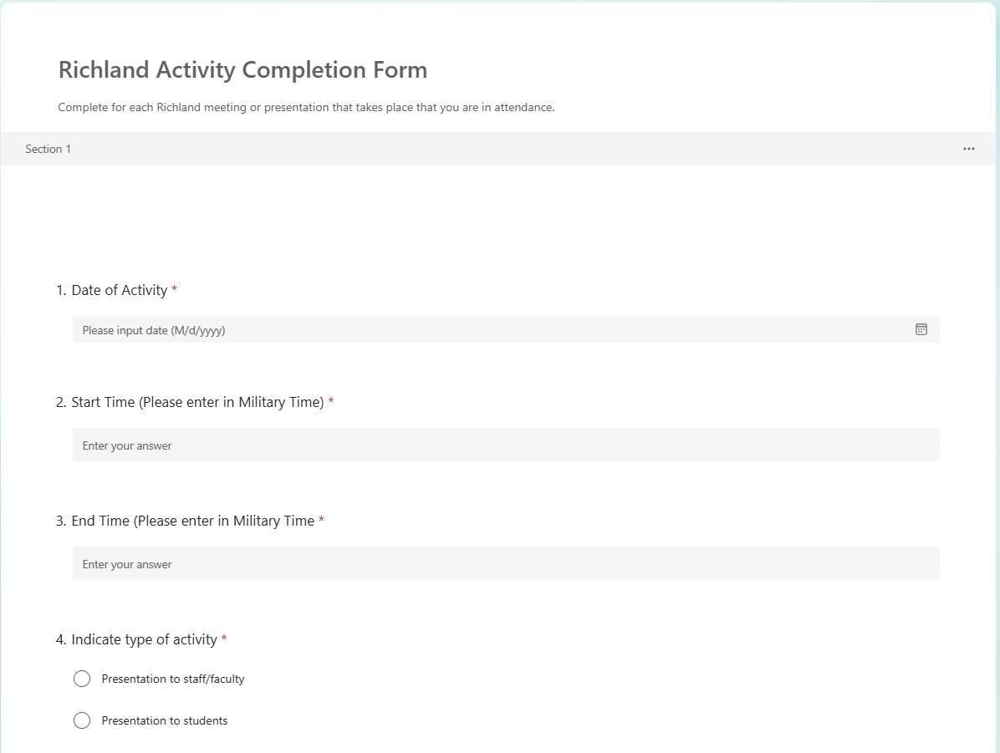 Richland Activity Completion Form
Complete for each Richland meeting or presentation that takes place that you are in attendance.
Section 1
1. Date of Activity *
Please input date (M/d/yyyy)
2. Start Time (Please enter in Military Time) *
Enter your answer
3. End Time (Please enter in Military Time *
Enter your answer
4. Indicate type of activity *
Presentation to staff/faculty
Presentation to students